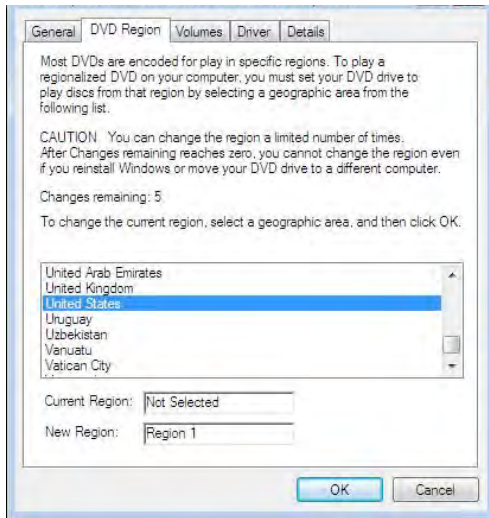 General DVD Region Volumes Driver Details
Most DVDs are encoded for play in specific regions. To play a
regionalized DVD on your computer, you must set your DVD drive to
play discs from that region by selecting a geographic area from the
following list.
CAUTION You can change the region a limited number of times.
After Changes remaining reaches zero, you cannot change the region even
if you reinstall Windows or move your DVD drive to a different computer.
Changes remaining: 5
To change the current region, select a geographic area, and then click OK.
United Arab Emirates
United Kingdom
United States
Uruguay
Uzbekistan
Vanuatu
Vatican City
Current Region: Not Selected
New Region: Region 1
OK Cancel